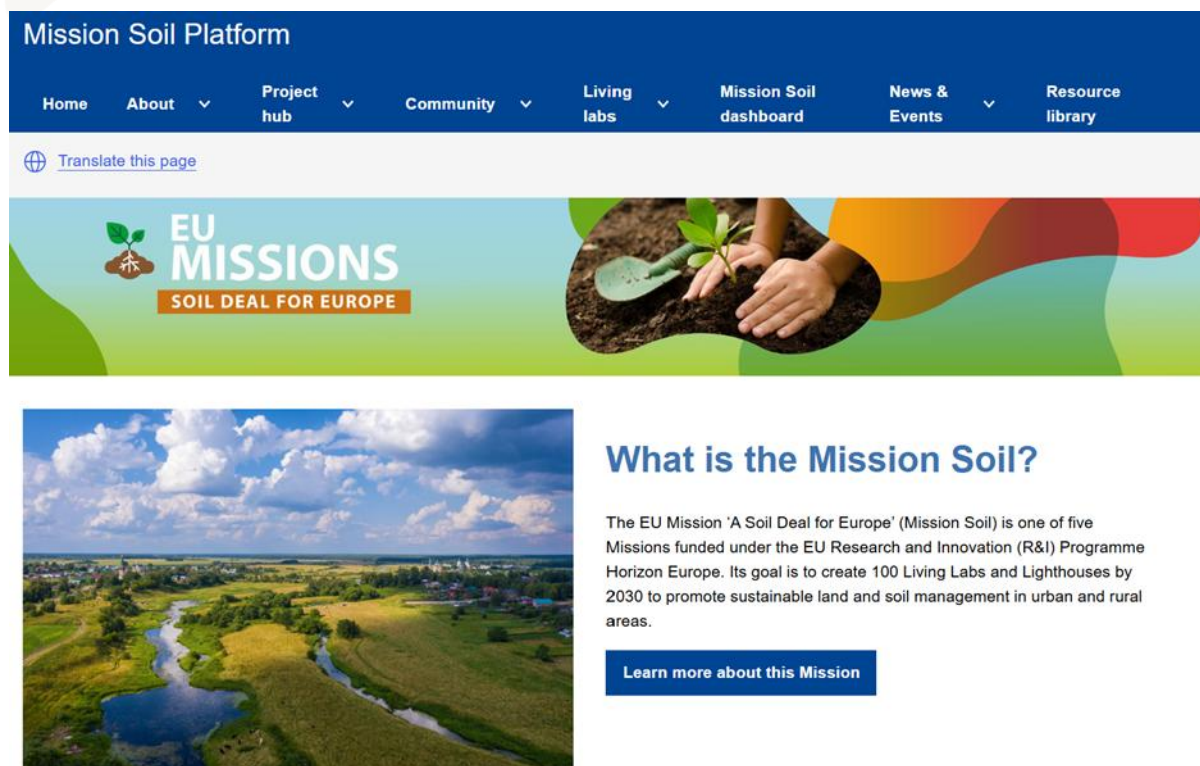 Mission Soil Platform
Home
About
Project
hub
Community
Living
labs
Mission Soil
dashboard
News &
Events
Resource
library
Translate this page
EU
MISSIONS
SOIL DEAL FOR EUROPE
What is the Mission Soil?
The EU Mission ‘A Soil Deal for Europe’ (Mission Soil) is one of five
Missions funded under the EU Research and Innovation (R&I) Programme
Horizon Europe. Its goal is to create 100 Living Labs and Lighthouses by
2030 to promote sustainable land and soil management in urban and rural
areas.
Learn more about this Mission